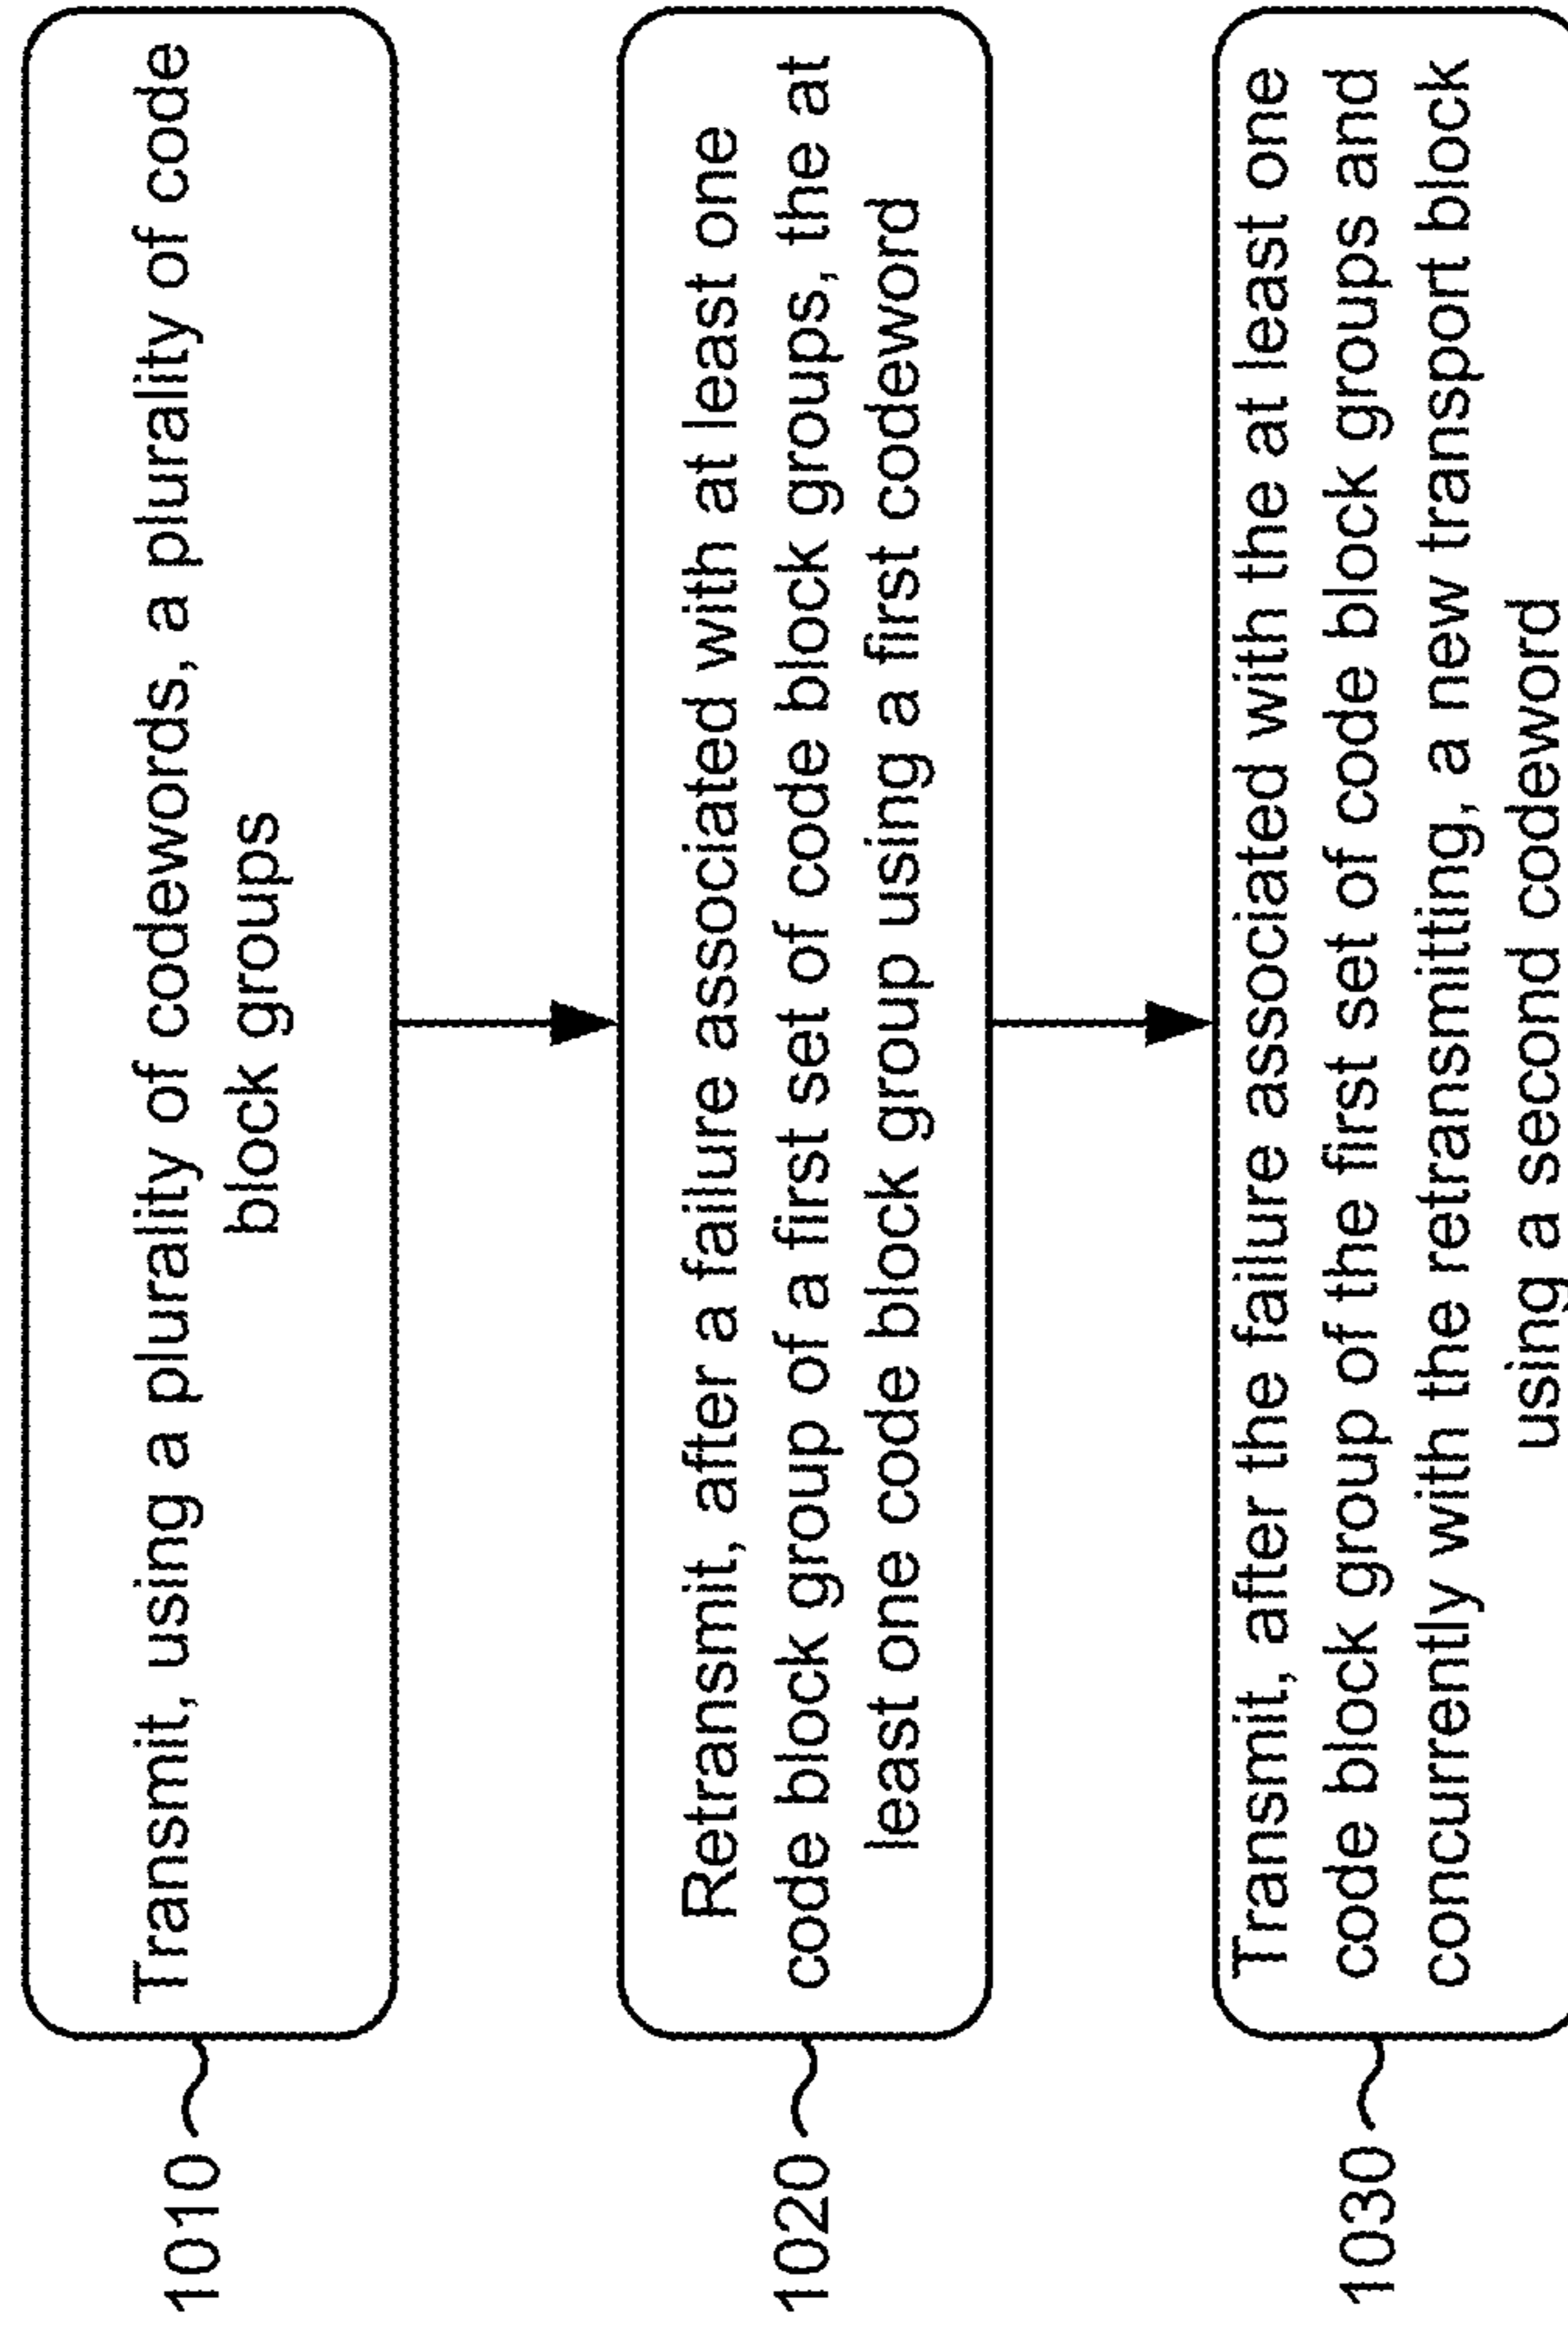 1010
Transmit, using a plurality of codewords, a plurality of code
block groups
1020
Retransmit, after a failure associated with at least one
code block group of a first set of code block groups, the at
least one code block group using a first codeword
1030
Transmit, after the failure associated with the at least one
code block group of the first set of code block groups and
concurrently with the retransmitting, a new transport block
using a second codeword